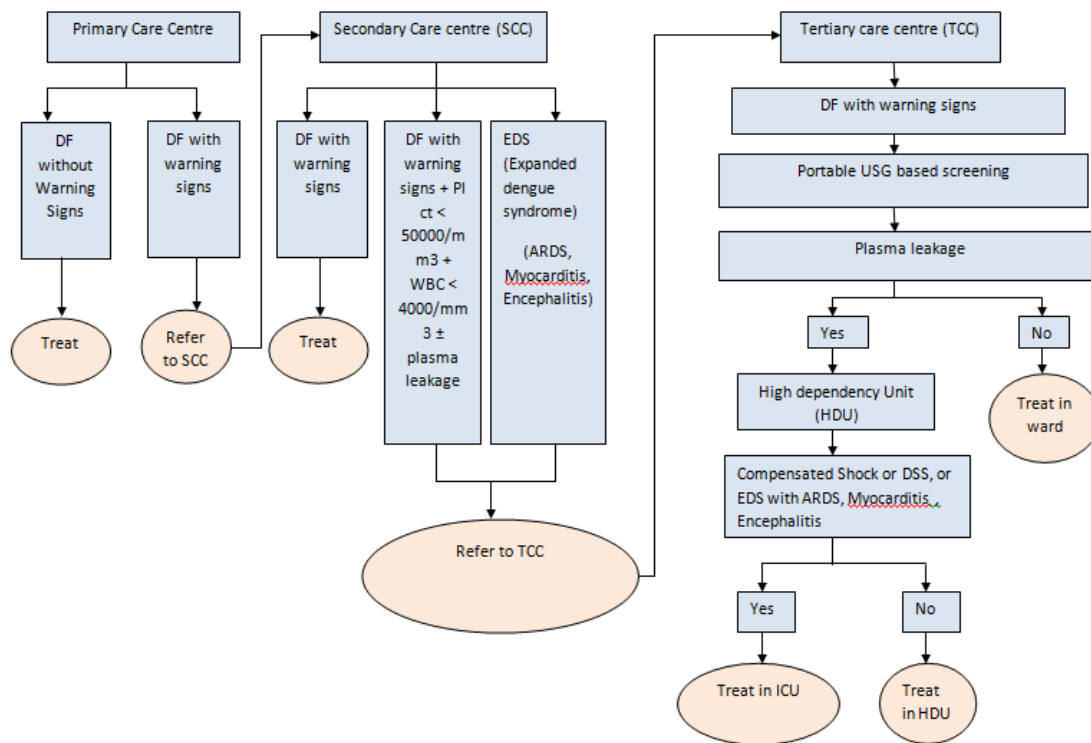 Primary Care Centre
Secondary Care centre (SCC)
Tertiary care centre (TCC)
DF
without
Warning
Signs
DF with
warning
signs
DF with
warning
signs
DF with
warning
signs + Pl
ct <
50000/m
m3 +
WBC <
4000/mm
3 ±
plasma
leakage
EDS
(Expanded
dengue
syndrome)
(ARDS,
Myocarditis,
Encephalitis)
Treat
Refer
to SCC
Treat
Refer to TCC
DF with warning signs
Portable USG based screening
Plasma leakage
Yes
No
High dependency Unit
(HDU)
Treat in
ward
Compensated Shock or DSS, or
EDS with ARDS, Myocarditis,,
Encephalitis
Yes
No
Treat in ICU
Treat
in HDU